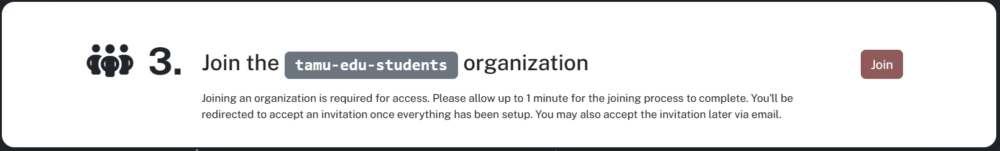 3. Join the tamu-edu-students organization
Join
Joining an organization is required for access. Please allow up to 1 minute for the joining process to complete. You'll be
redirected to accept an invitation once everything has been setup. You may also accept the invitation later via email.